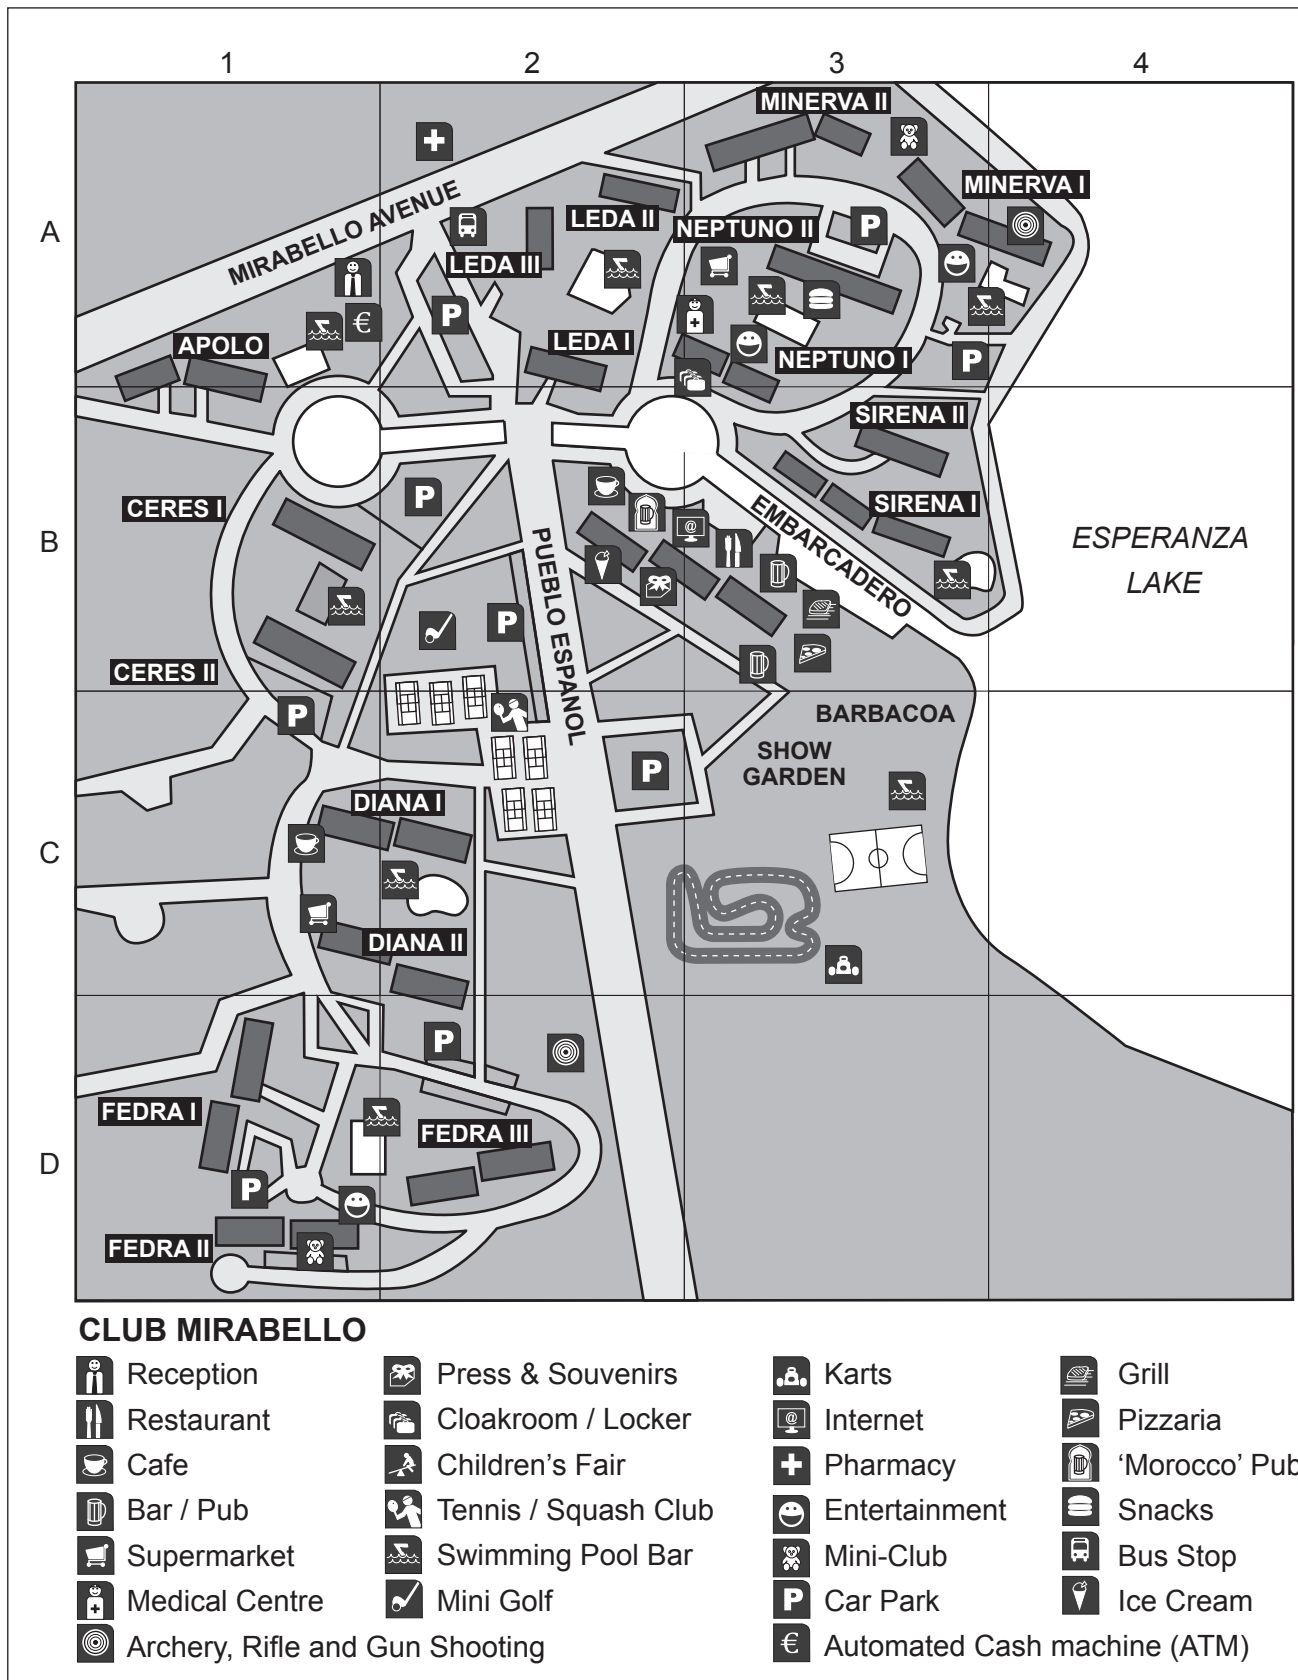 1 2 3 4
A
B
C
D
MINERVA II
MINERVA I
MIRABELLO AVENUE
LEDA II
NEPTUNO II
P
LEDA III
P
€
APOLO
LEDA I
NEPTUNO I
P
SIRENA II
CERES I
P
SIRENA I
@
EMBARCADERO
PUEBLO ESPANOL
ESPERANZA
LAKE
P
CERES II
P
BARBACOA
SHOW
GARDEN
P
DIANA I
DIANA II
P
FEDRA I
FEDRA III
P
FEDRA II
CLUB MIRABELLO
Reception
Restaurant
Cafe
Bar / Pub
Supermarket
Medical Centre
Archery, Rifle and Gun Shooting
Press & Souvenirs
Cloakroom / Locker
Children's Fair
Tennis / Squash Club
Swimming Pool Bar
Mini Golf
Karts
@ Internet
Pharmacy
Entertainment
Mini-Club
P Car Park
€ Automated Cash machine (ATM)
Grill
Pizzaria
‘Morocco’ Pub
Snacks
Bus Stop
Ice Cream